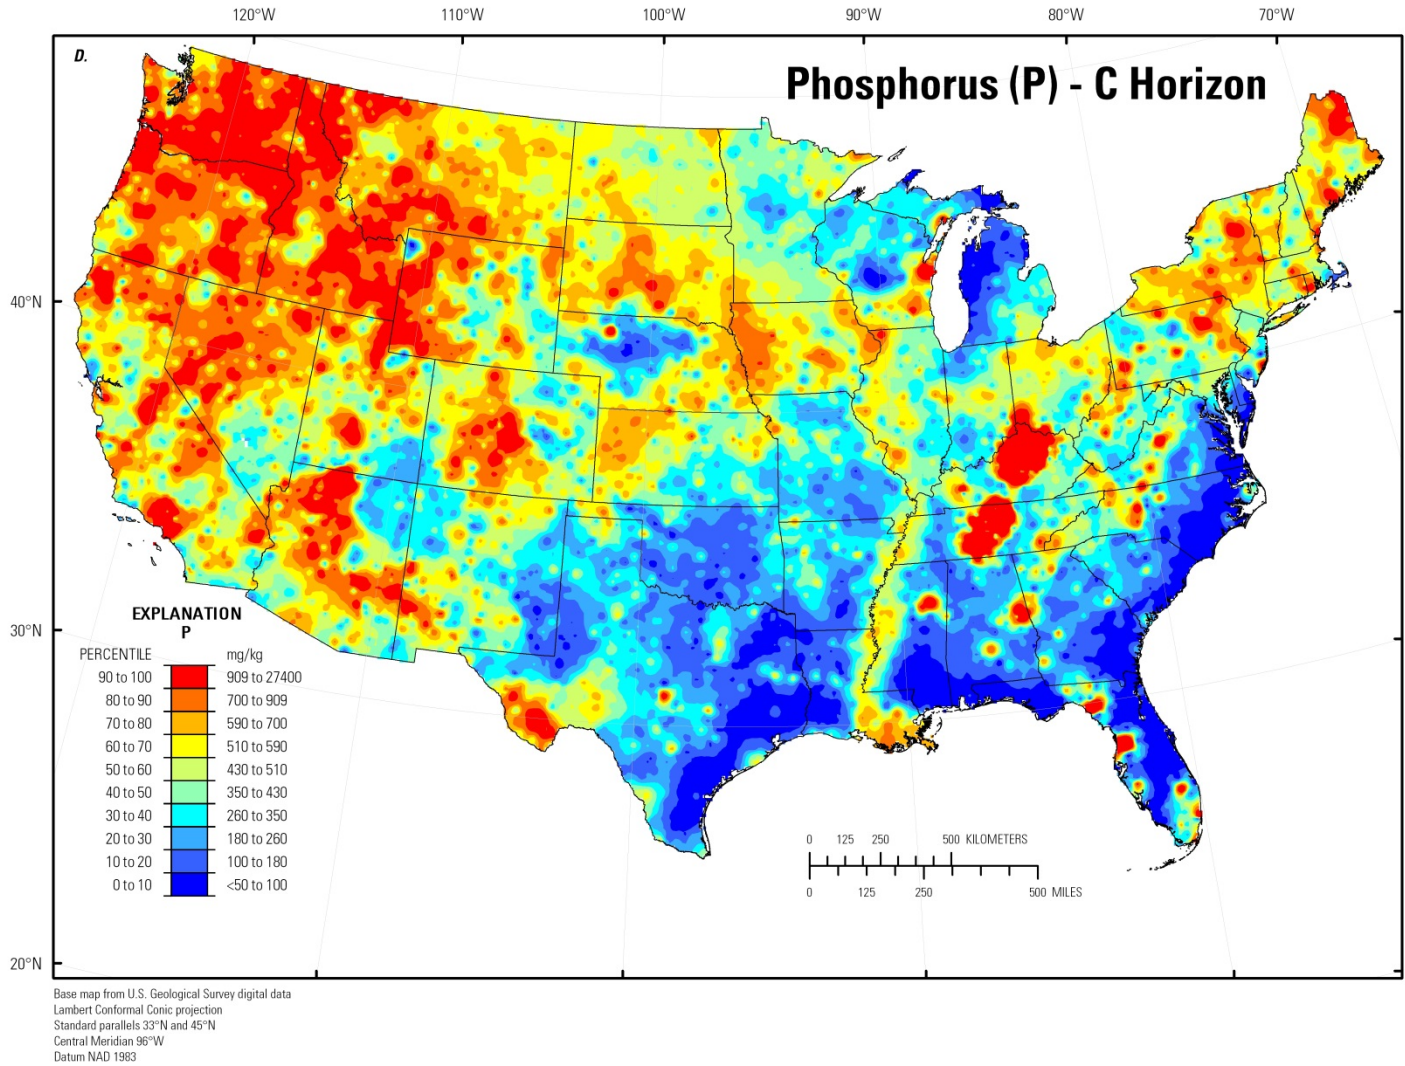 120°W 110°W 100°W 90°W 80°W 70°W
D.
Phosphorus (P) - C Horizon
40°N
30°N
20°N
EXPLANATION
P
PERCENTILE mg/kg
90 to 100 909 to 27400
80 to 90 700 to 909
70 to 80 590 to 700
60 to 70 510 to 590
50 to 60 430 to 510
40 to 50 350 to 430
30 to 40 260 to 350
20 to 30 180 to 260
10 to 20 100 to 180
0 to 10 <50 to 100
0 125 250 500 KILOMETERS
0 125 250 500 MILES
Base map from U.S. Geological Survey digital data
Lambert Conformal Conic projection
Standard parallels 33°N and 45°N
Central Meridian 96°W
Datum NAD 1983